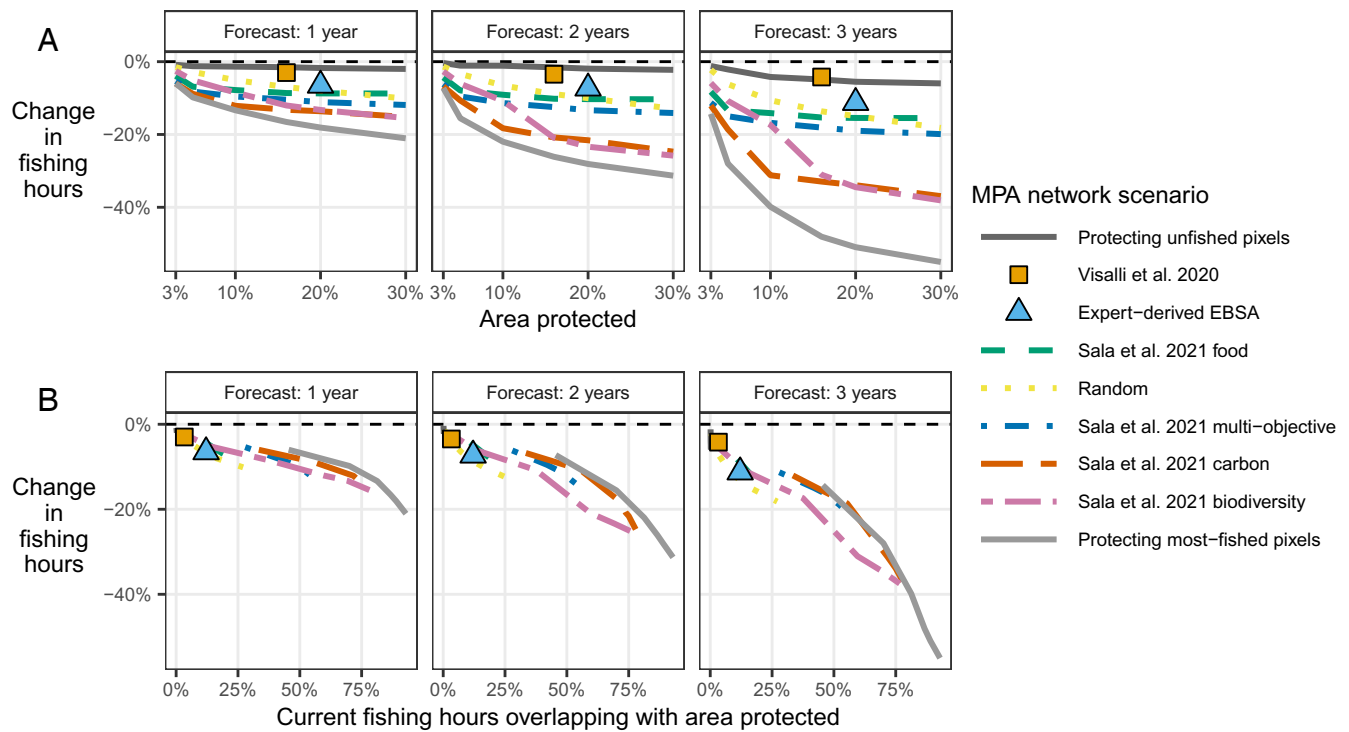 A
Forecast: 1 year
Forecast: 2 years
Forecast: 3 years
Change
in
fishing
hours
0%
−20%
−40%
3%
10%
20%
30%
3%
10%
20%
30%
3%
10%
20%
30%
Area protected
B
Forecast: 1 year
Forecast: 2 years
Forecast: 3 years
Change
in
fishing
hours
0%
−20%
−40%
0%
25%
50%
75%
0%
25%
50%
75%
0%
25%
50%
75%
Current fishing hours overlapping with area protected
MPA network scenario
Protecting unfished pixels
Visalli et al. 2020
Expert−derived EBSA
Sala et al. 2021 food
Random
Sala et al. 2021 multi−objective
Sala et al. 2021 carbon
Sala et al. 2021 biodiversity
Protecting most−fished pixels